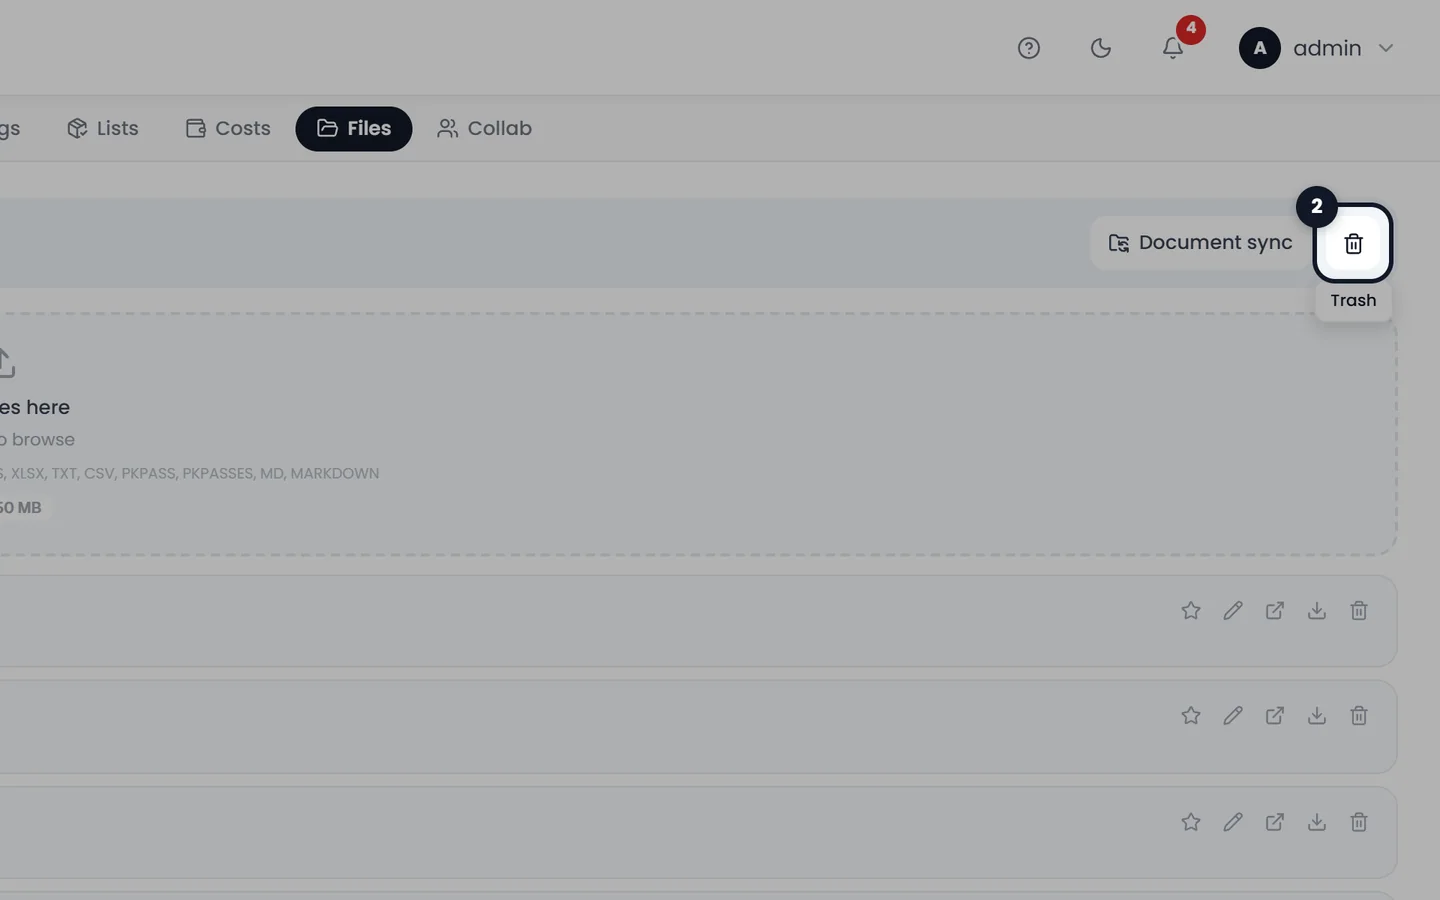 4
A admin
gs Lists Costs Files Collab
2
Document sync
Trash
es here
o browse
S, XLSX, TXT, CSV, PKPASS, PKPASSES, MD, MARKDOWN
50 MB